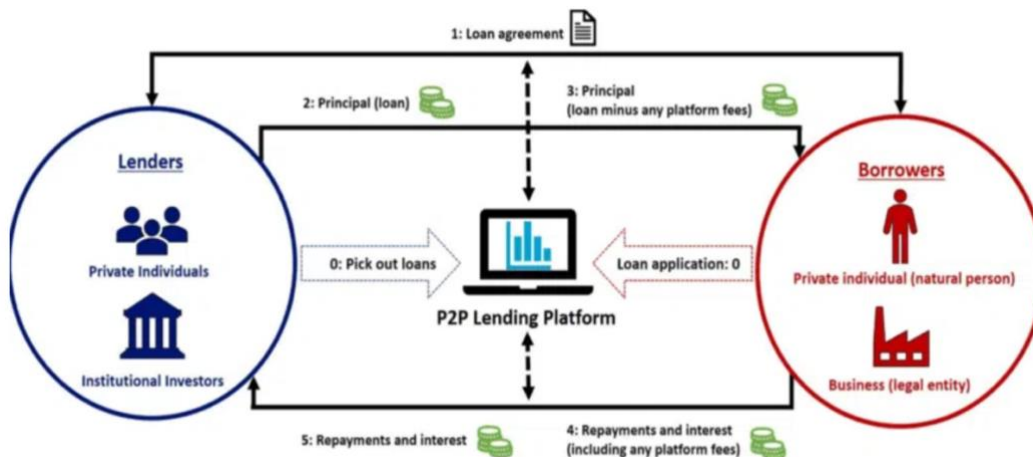 1: Loan agreement
2: Principal (loan)
3: Principal
(loan minus any platform fees)
Lenders
Private Individuals
Institutional Investors
0: Pick out loans
P2P Lending Platform
Loan application: 0
Borrowers
Private individual (natural person)
Business (legal entity)
5: Repayments and interest
4: Repayments and interest
(including any platform fees)